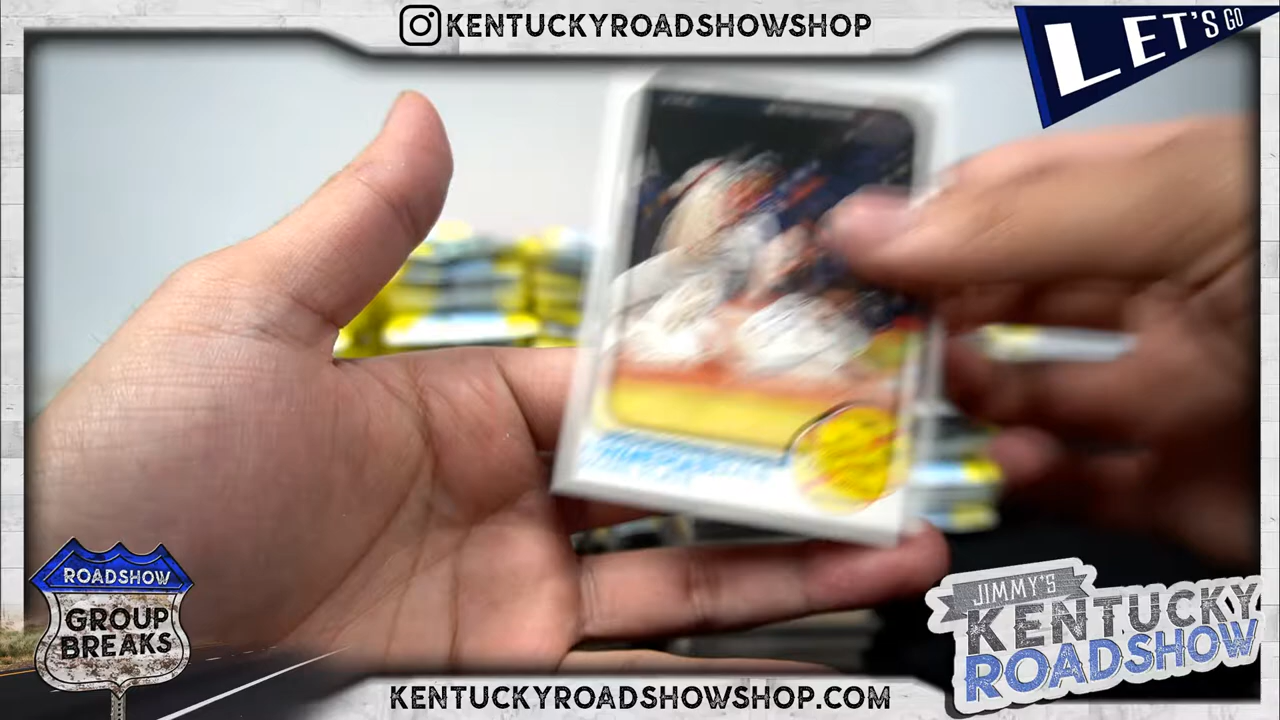 KENTUCKYROADSHOWSHOP
LET'S GO
ROADSHOW
GROUP
BREAKS
JIMMY'S
KENTUCKY
ROADSHOW
KENTUCKYROADSHOWSHOP.COM